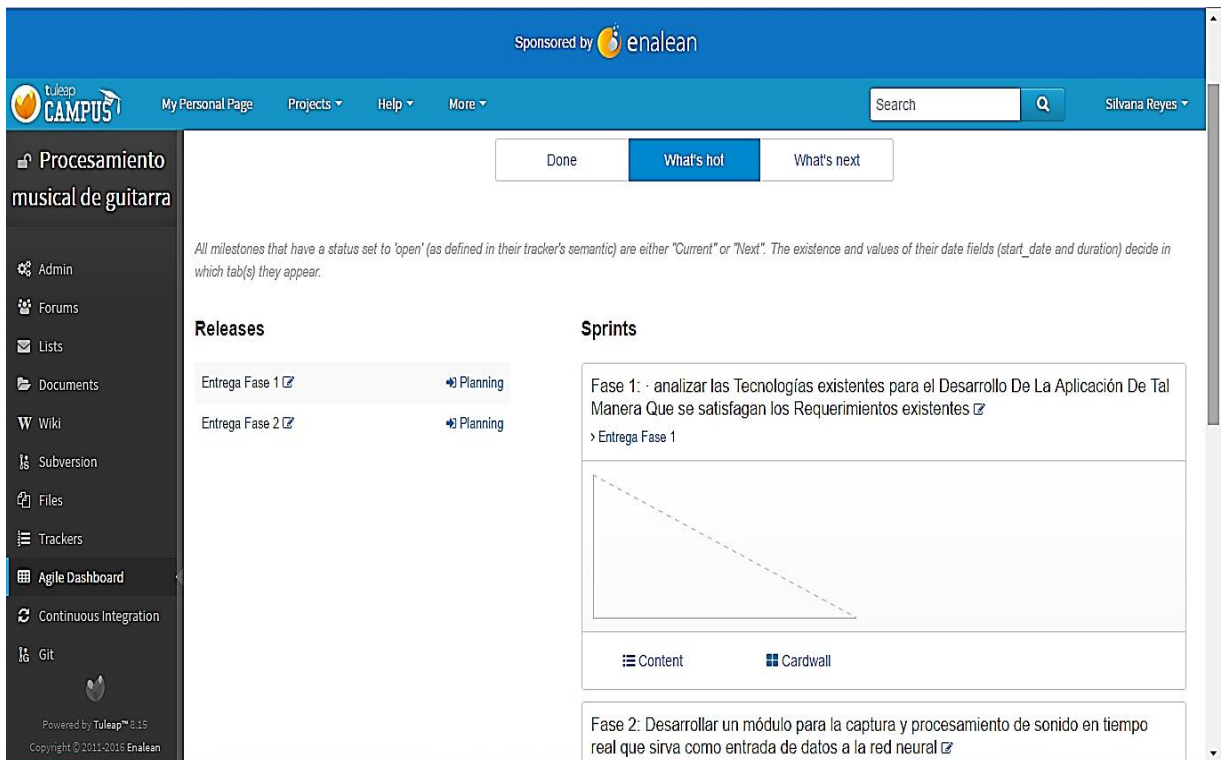 Sponsored by enalean
tuleap
CAMPUS
My Personal Page Projects Help More Search Silvana Reyes
Procesamiento
musical de guitarra
Admin
Forums
Lists
Documents
Wiki
Subversion
Files
Trackers
Agile Dashboard
Continuous Integration
Git
Powered by Tuleap™ 8.15
Copyright © 2011-2016 Enalean
Done What's hot What's next
All milestones that have a status set to 'open' (as defined in their tracker's semantic) are either "Current" or "Next". The existence and values of their date fields (start_date and duration) decide in
which tab(s) they appear.
Releases
Entrega Fase 1 Planning
Entrega Fase 2 Planning
Sprints
Fase 1: · analizar las Tecnologías existentes para el Desarrollo De La Aplicación De Tal
Manera Que se satisfagan los Requerimientos existentes
› Entrega Fase 1
Content Cardwall
Fase 2: Desarrollar un módulo para la captura y procesamiento de sonido en tiempo
real que sirva como entrada de datos a la red neural